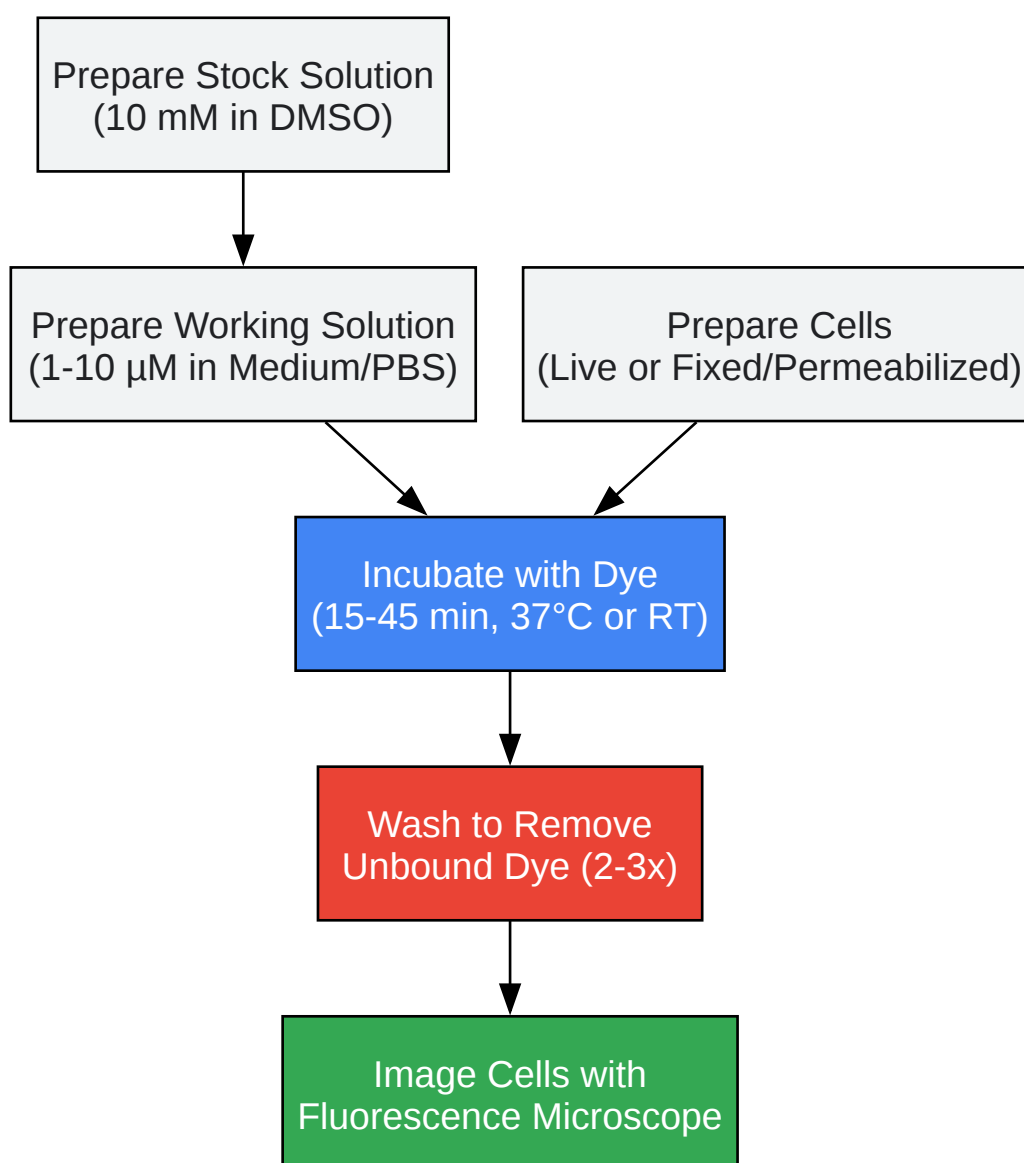 Prepare Stock Solution
(10 mM in DMSO)
Prepare Working Solution
(1-10 µM in Medium/PBS)
Prepare Cells
(Live or Fixed/Permeabilized)
Incubate with Dye
(15-45 min, 37°C or RT)
Wash to Remove
Unbound Dye (2-3x)
Image Cells with
Fluorescence Microscope